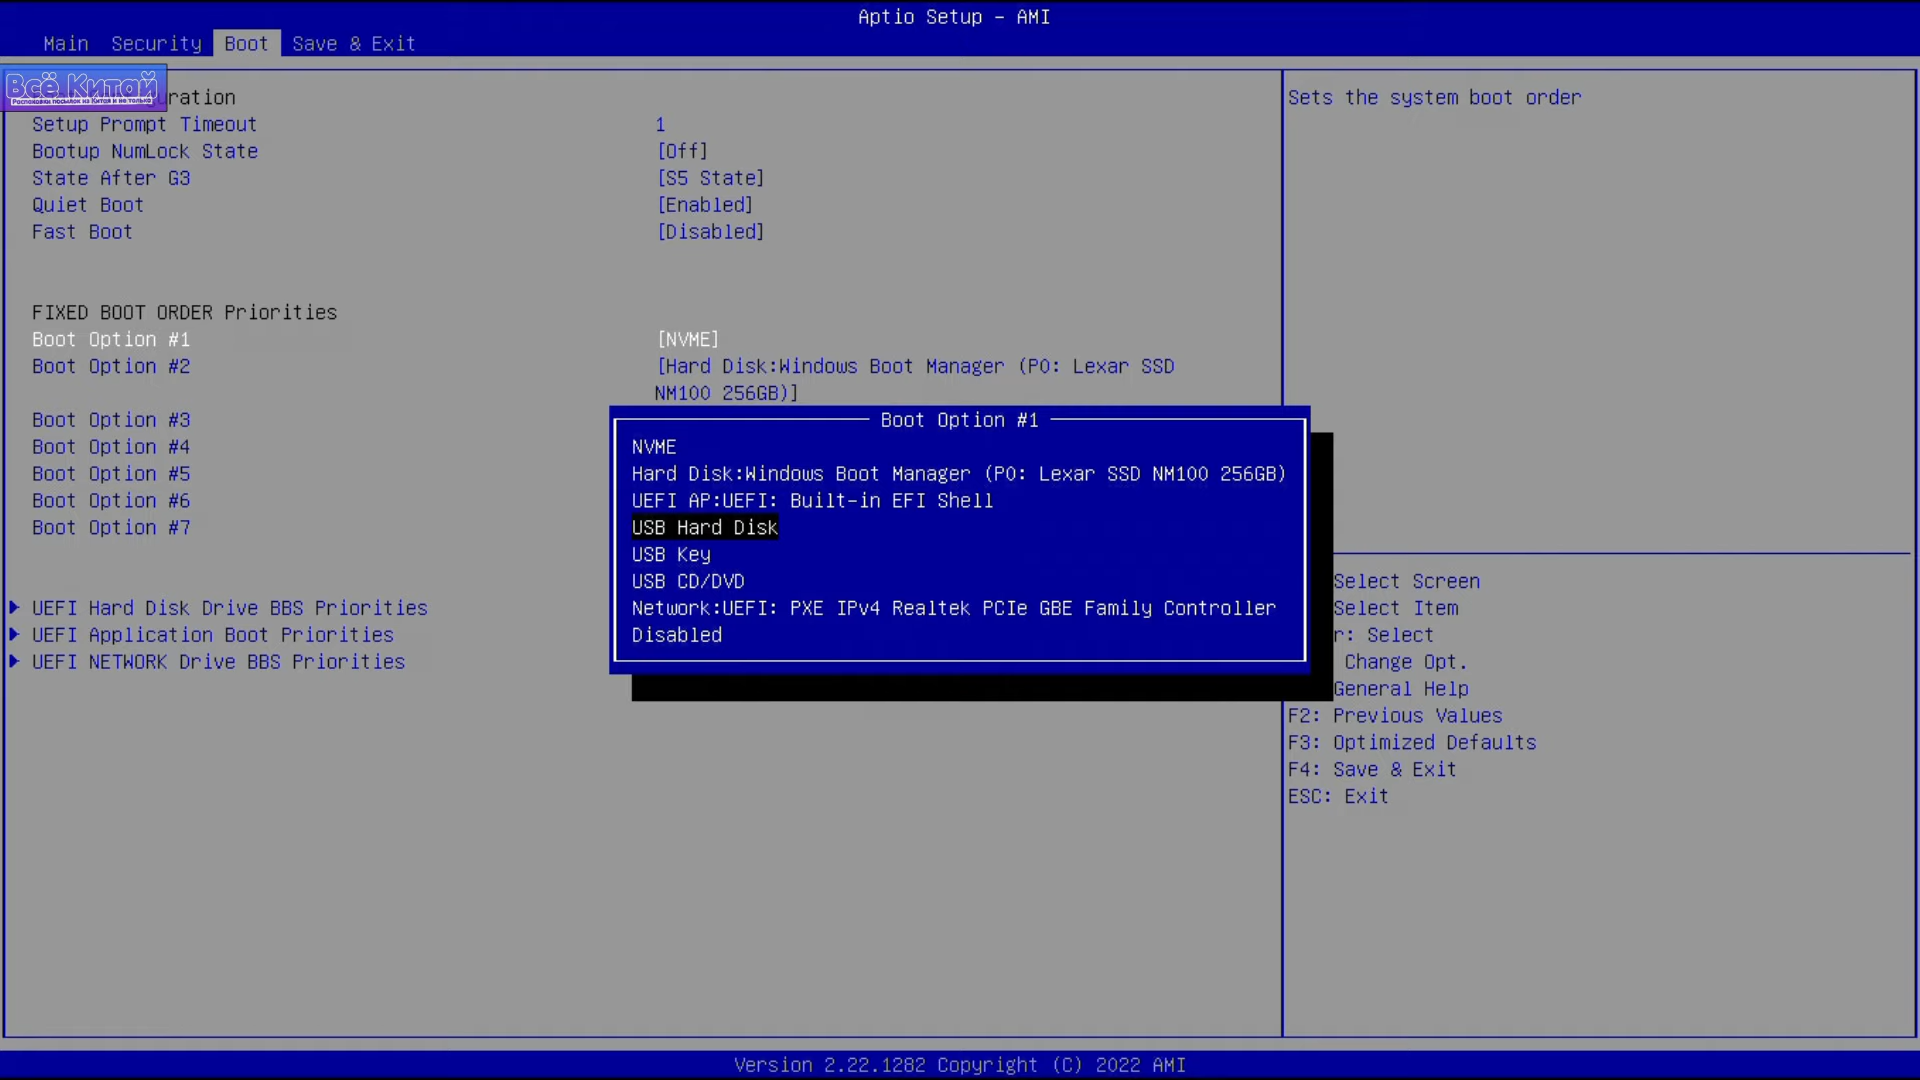 Aptio Setup - AMI
Main Security Boot Save & Exit
Всё Китай
Распаковки посылок из Китая и не только
ration
Sets the system boot order
Setup Prompt Timeout 1
Bootup NumLock State [Off]
State After G3 [S5 State]
Quiet Boot [Enabled]
Fast Boot [Disabled]
FIXED BOOT ORDER Priorities
Boot Option #1 [NVME]
Boot Option #2 [Hard Disk:Windows Boot Manager (P0: Lexar SSD
NM100 256GB)]
Boot Option #3
Boot Option #4
Boot Option #5
Boot Option #6
Boot Option #7
UEFI Hard Disk Drive BBS Priorities
UEFI Application Boot Priorities
UEFI NETWORK Drive BBS Priorities
Boot Option #1
NVME
Hard Disk:Windows Boot Manager (P0: Lexar SSD NM100 256GB)
UEFI AP:UEFI: Built-in EFI Shell
USB Hard Disk
USB Key
USB CD/DVD
Network:UEFI: PXE IPv4 Realtek PCIe GBE Family Controller
Disabled
Select Screen
Select Item
r: Select
Change Opt.
General Help
F2: Previous Values
F3: Optimized Defaults
F4: Save & Exit
ESC: Exit
Version 2.22.1282 Copyright (C) 2022 AMI